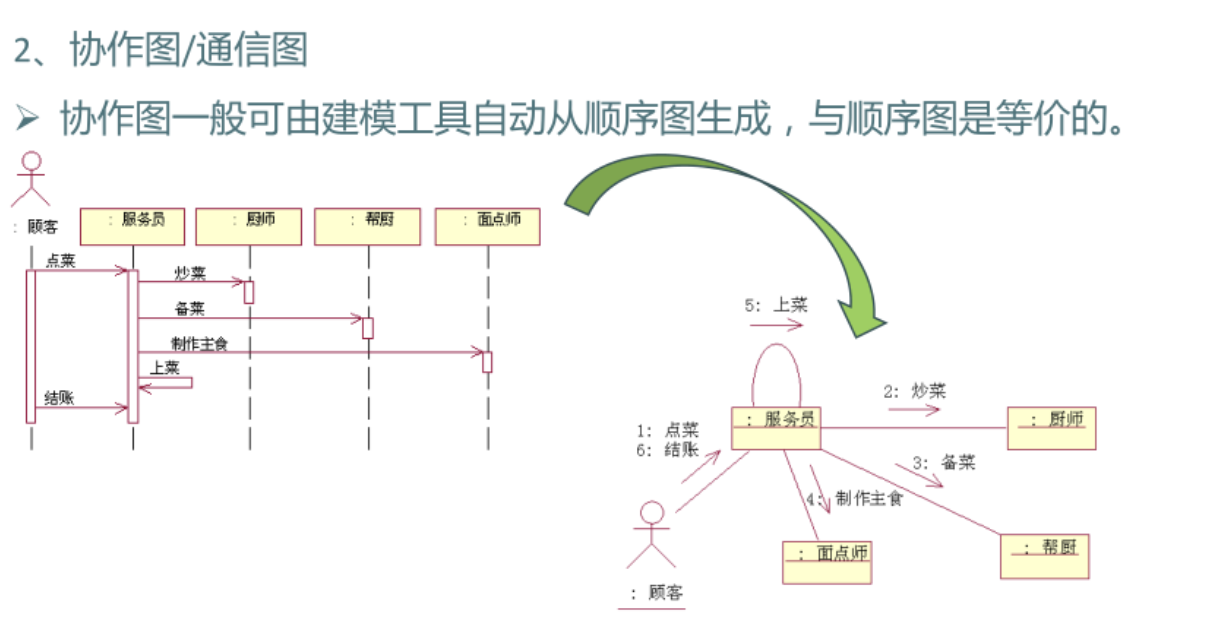 2、协作图/通信图
➢ 协作图一般可由建模工具自动从顺序图生成，与顺序图是等价的。
: 顾客
: 服务员
: 厨师
: 帮厨
: 面点师
点菜
炒菜
备菜
制作主食
上菜
结账
5: 上菜
: 服务员
2: 炒菜
: 厨师
1: 点菜
6: 结账
3: 备菜
4: 制作主食
: 面点师
: 帮厨
: 顾客